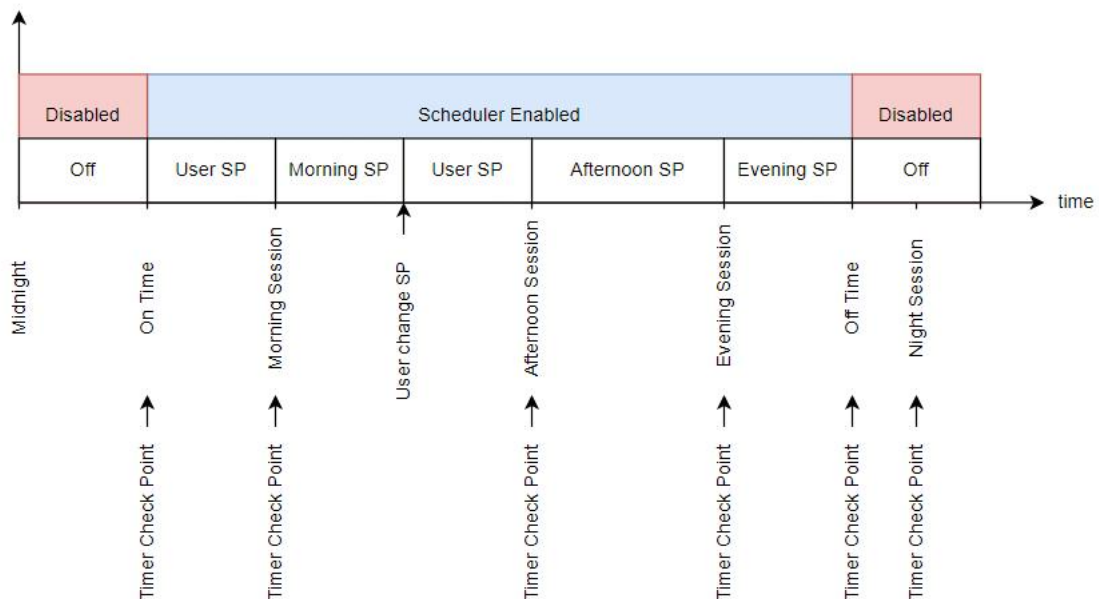 Disabled
Scheduler Enabled
Disabled
Off
User SP
Morning SP
User SP
Afternoon SP
Evening SP
Off
time
Midnight
On Time
Morning Session
User change SP
Afternoon Session
Evening Session
Off Time
Night Session
Timer Check Point
Timer Check Point
Timer Check Point
Timer Check Point
Timer Check Point
Timer Check Point